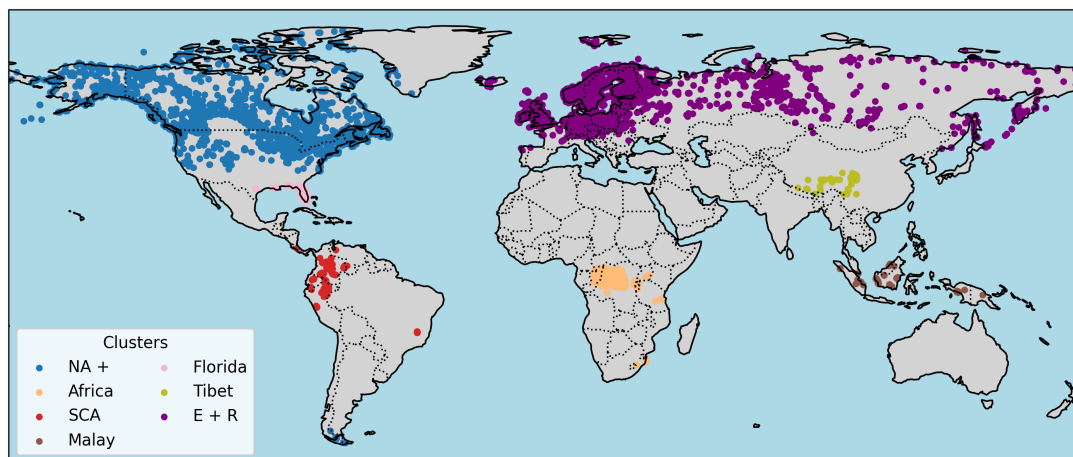 Clusters
NA +
Africa
SCA
Malay
Florida
Tibet
E + R